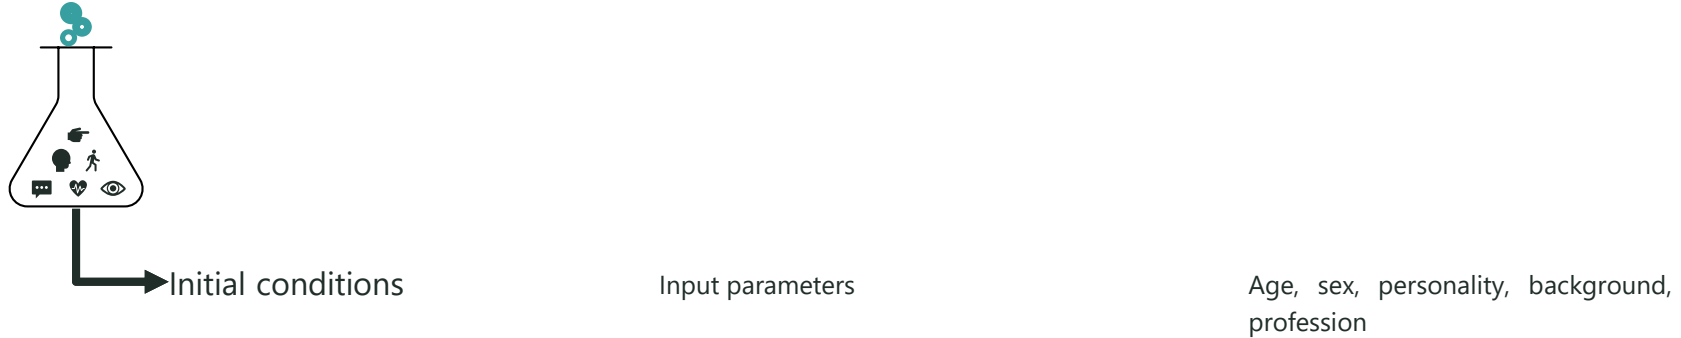 Initial conditions
Input parameters
Age, sex, personality, background,
profession